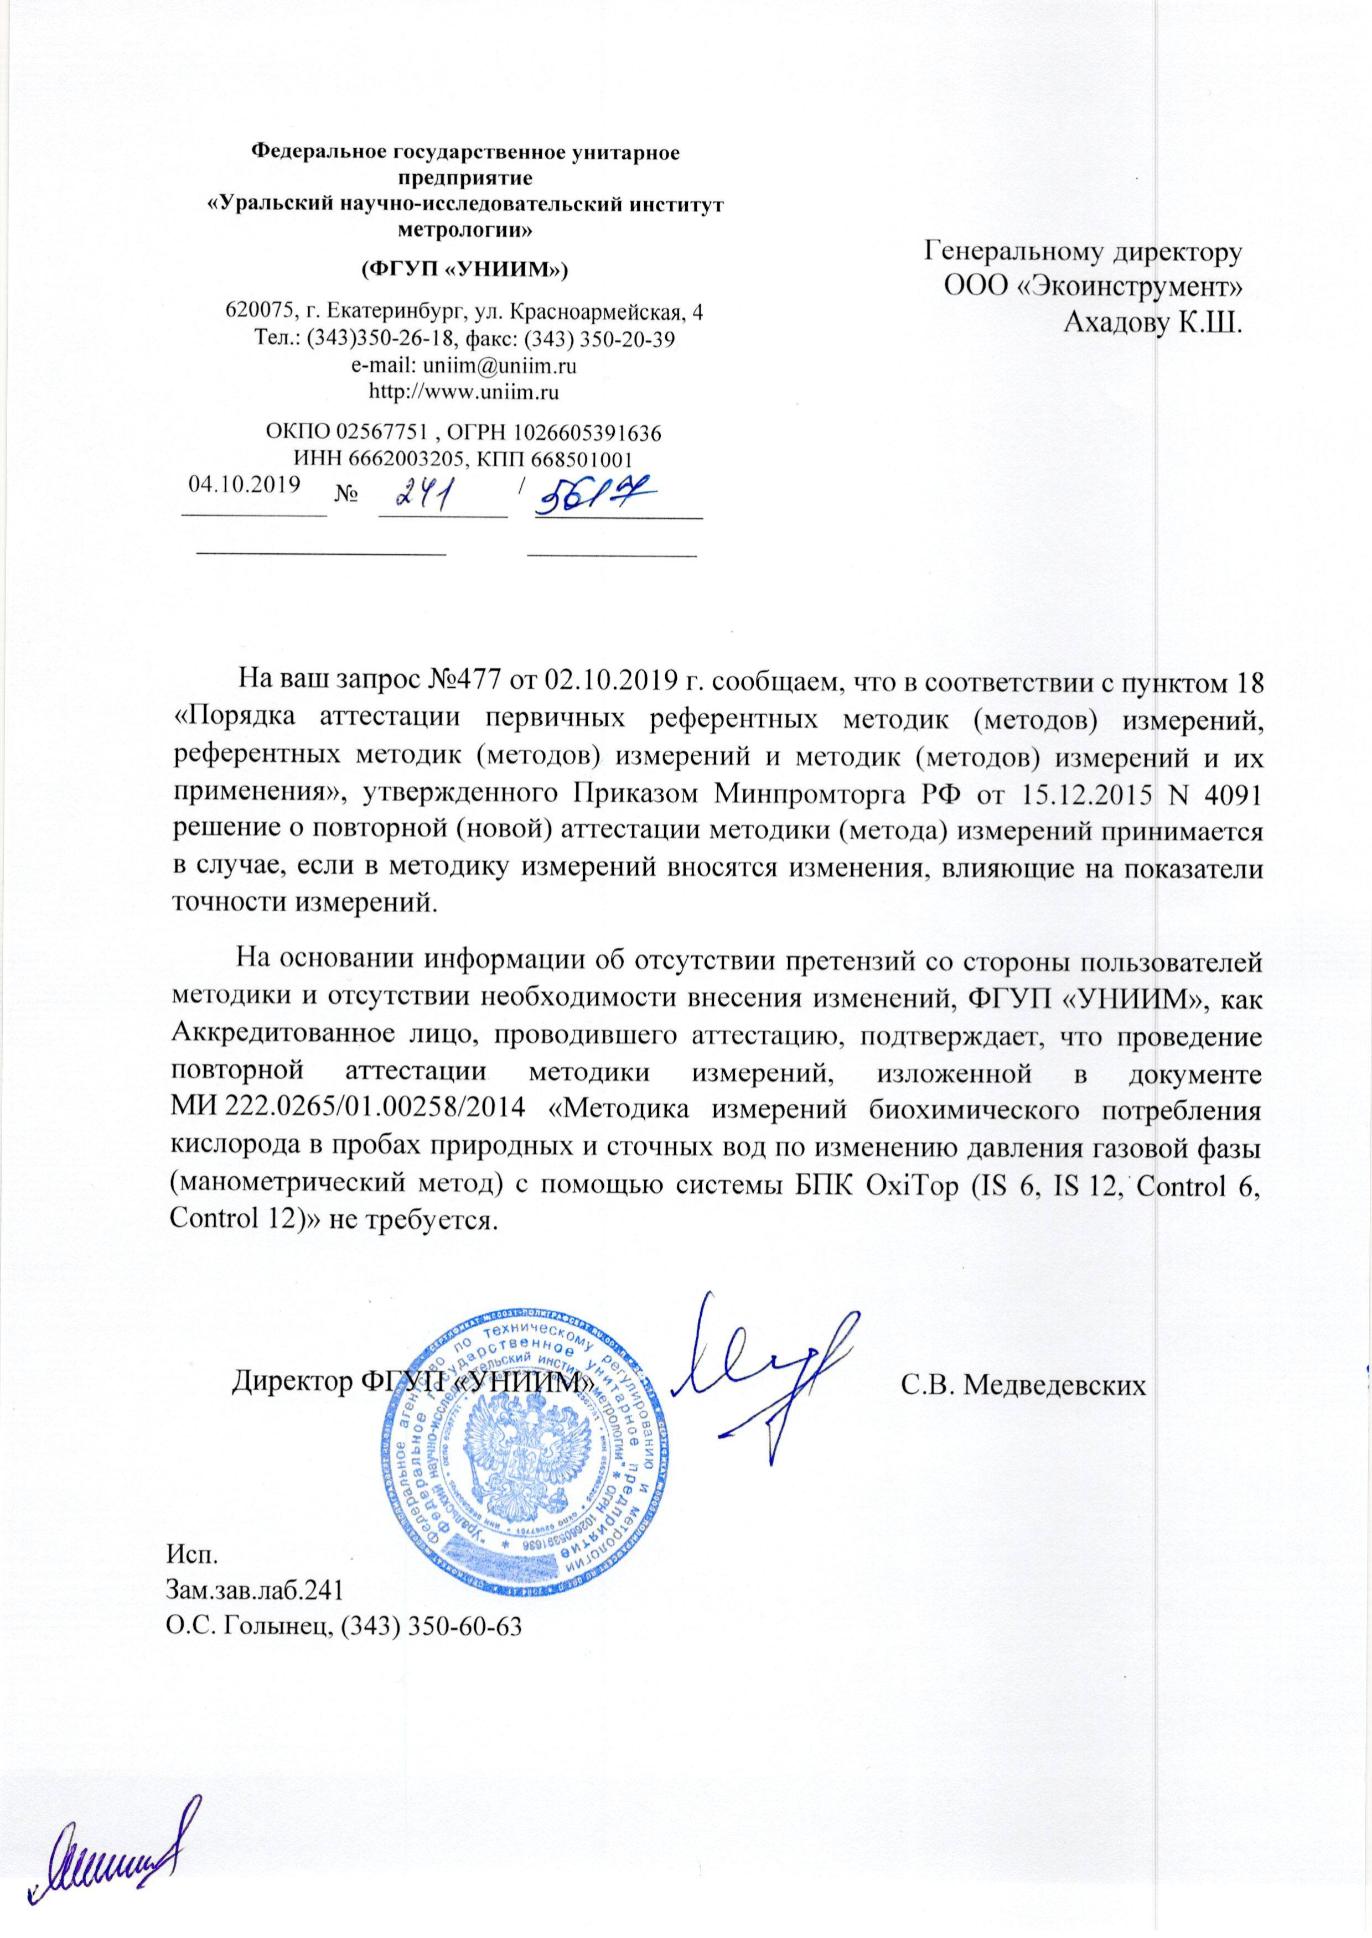 Федеральное государственное унитарное
предприятие
«Уральский научно-исследовательский институт
метрологии»
(ФГУП «УНИИМ»)
620075, г. Екатеринбург, ул. Красноармейская, 4
Тел.: (343)350-26-18, факс: (343) 350-20-39
e-mail: uniim@uniim.ru
http://www.uniim.ru
ОКПО 02567751 , ОГРН 1026605391636
ИНН 6662003205, КПП 668501001
04.10.2019 № 241 / 5617
Генеральному директору
ООО «Экоинструмент»
Ахадову К.Ш.
На ваш запрос №477 от 02.10.2019 г. сообщаем, что в соответствии с пунктом 18
«Порядка аттестации первичных референтных методик (методов) измерений,
референтных методик (методов) измерений и методик (методов) измерений и их
применения», утвержденного Приказом Минпромторга РФ от 15.12.2015 N 4091
решение о повторной (новой) аттестации методики (метода) измерений принимается
в случае, если в методику измерений вносятся изменения, влияющие на показатели
точности измерений.
На основании информации об отсутствии претензий со стороны пользователей
методики и отсутствии необходимости внесения изменений, ФГУП «УНИИМ», как
Аккредитованное лицо, проводившего аттестацию, подтверждает, что проведение
повторной аттестации методики измерений, изложенной в документе
МИ 222.0265/01.00258/2014 «Методика измерений биохимического потребления
кислорода в пробах природных и сточных вод по изменению давления газовой фазы
(манометрический метод) с помощью системы БПК OxiTop (IS 6, IS 12, Control 6,
Control 12)» не требуется.
Директор ФГУП «УНИИМ» С.В. Медведевских
Федеральное агентство по техническому регулированию и метрологии
Федеральное государственное унитарное предприятие
"Уральский научно-исследовательский институт метрологии" * ОГРН 1026605391636 *
Исп.
Зам.зав.лаб.241
О.С. Голынец, (343) 350-60-63